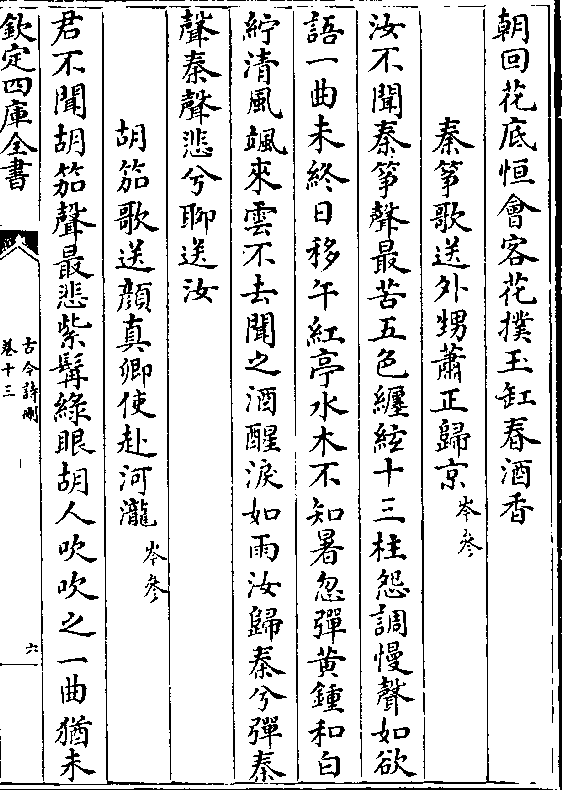 朝回花底恒會客花撲玉缸春酒香
秦筝歌送外甥蕭正歸京 岑參
汝不聞秦筝聲最苦五色纏絃十三柱怨調慢聲如欲
語一曲未終日移午紅亭水木不知暑忽彈黄鍾和白
紵清風颯來雲不去聞之酒醒淚如雨汝歸秦兮彈秦
聲秦聲悲兮聊送汝
胡笳歌送顔真卿使赴河瀧 岑參
君不聞胡笳聲最悲紫髯綠眼胡人吹吹之一曲猶未
欽定四庫全書
古今詩刪
卷十三
六